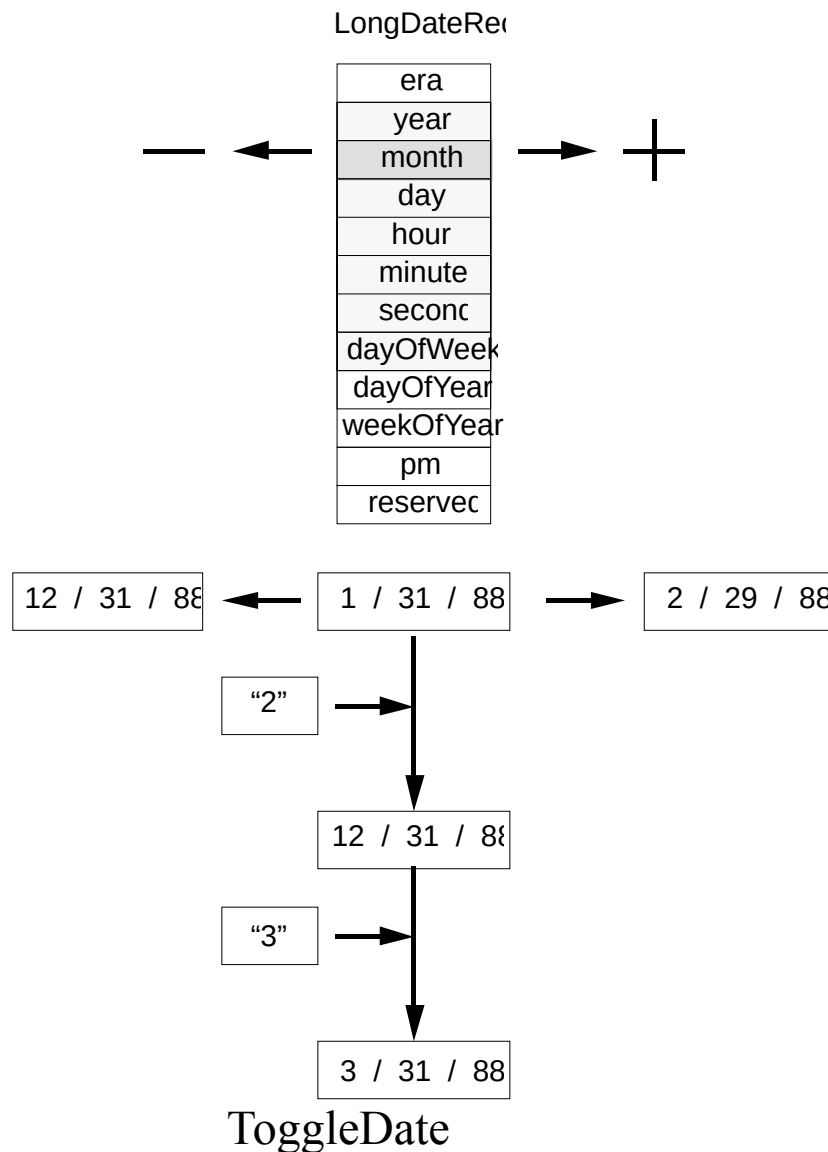 LongDateRec
era
year
month
day
hour
minute
second
dayOfWeek
dayOfYear
weekOfYear
pm
reserved
12 / 31 / 88
1 / 31 / 88
2 / 29 / 88
“2”
12 / 31 / 88
“3”
3 / 31 / 88
ToggleDate